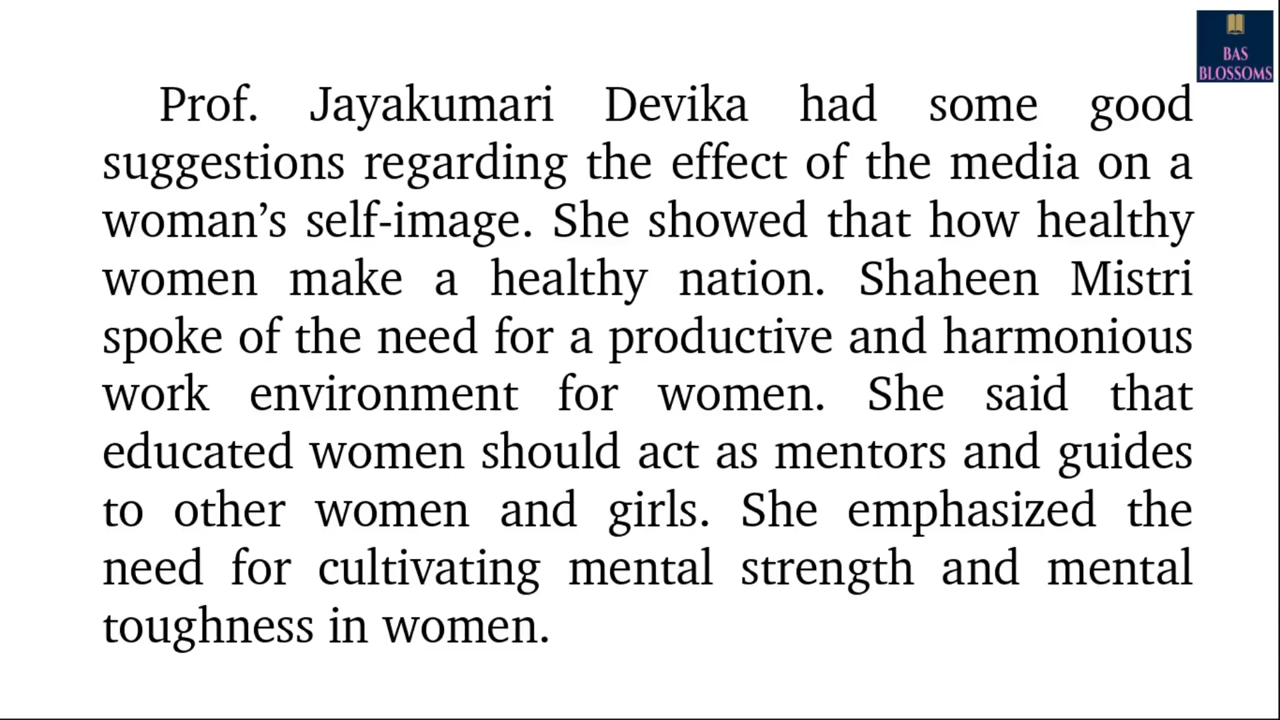 BAS
BLOSSOMS
Prof. Jayakumari Devika had some good
suggestions regarding the effect of the media on a
woman’s self-image. She showed that how healthy
women make a healthy nation. Shaheen Mistri
spoke of the need for a productive and harmonious
work environment for women. She said that
educated women should act as mentors and guides
to other women and girls. She emphasized the
need for cultivating mental strength and mental
toughness in women.